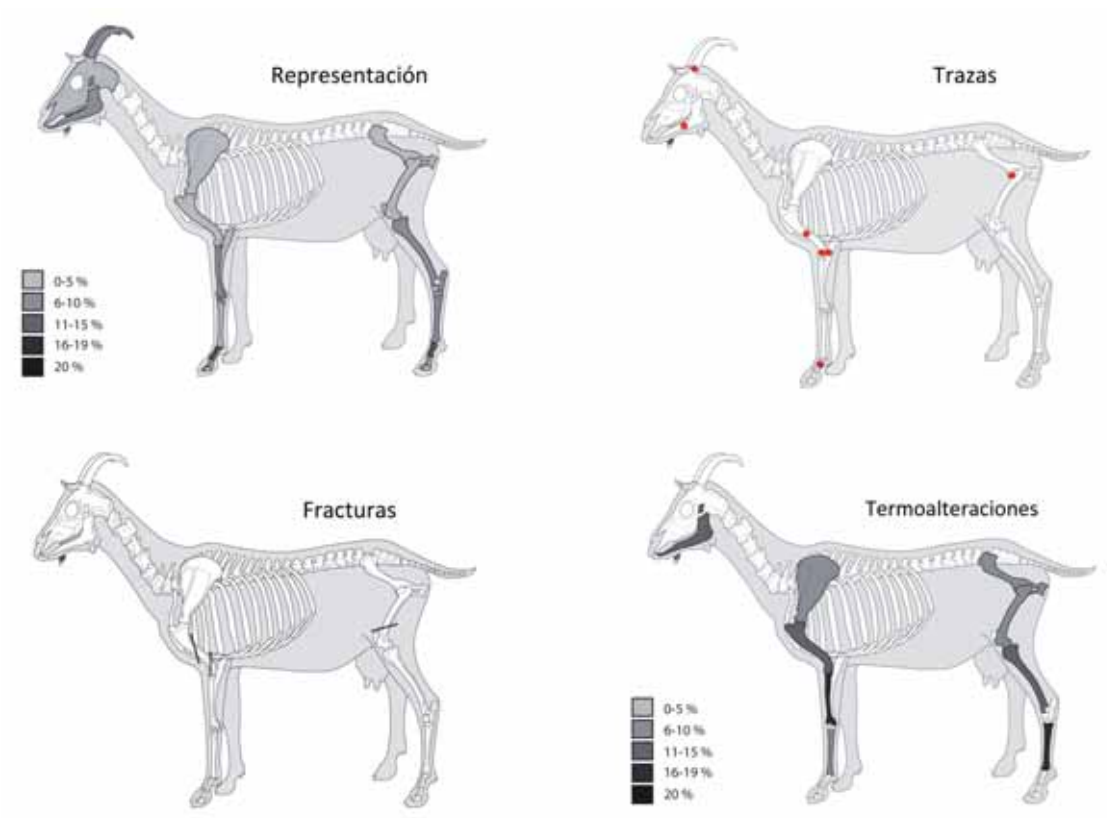 Representación
0-5 %
6-10 %
11-15 %
16-19 %
20 %
Trazas
Fracturas
Termoalteraciones
0-5 %
6-10 %
11-15 %
16-19 %
20 %